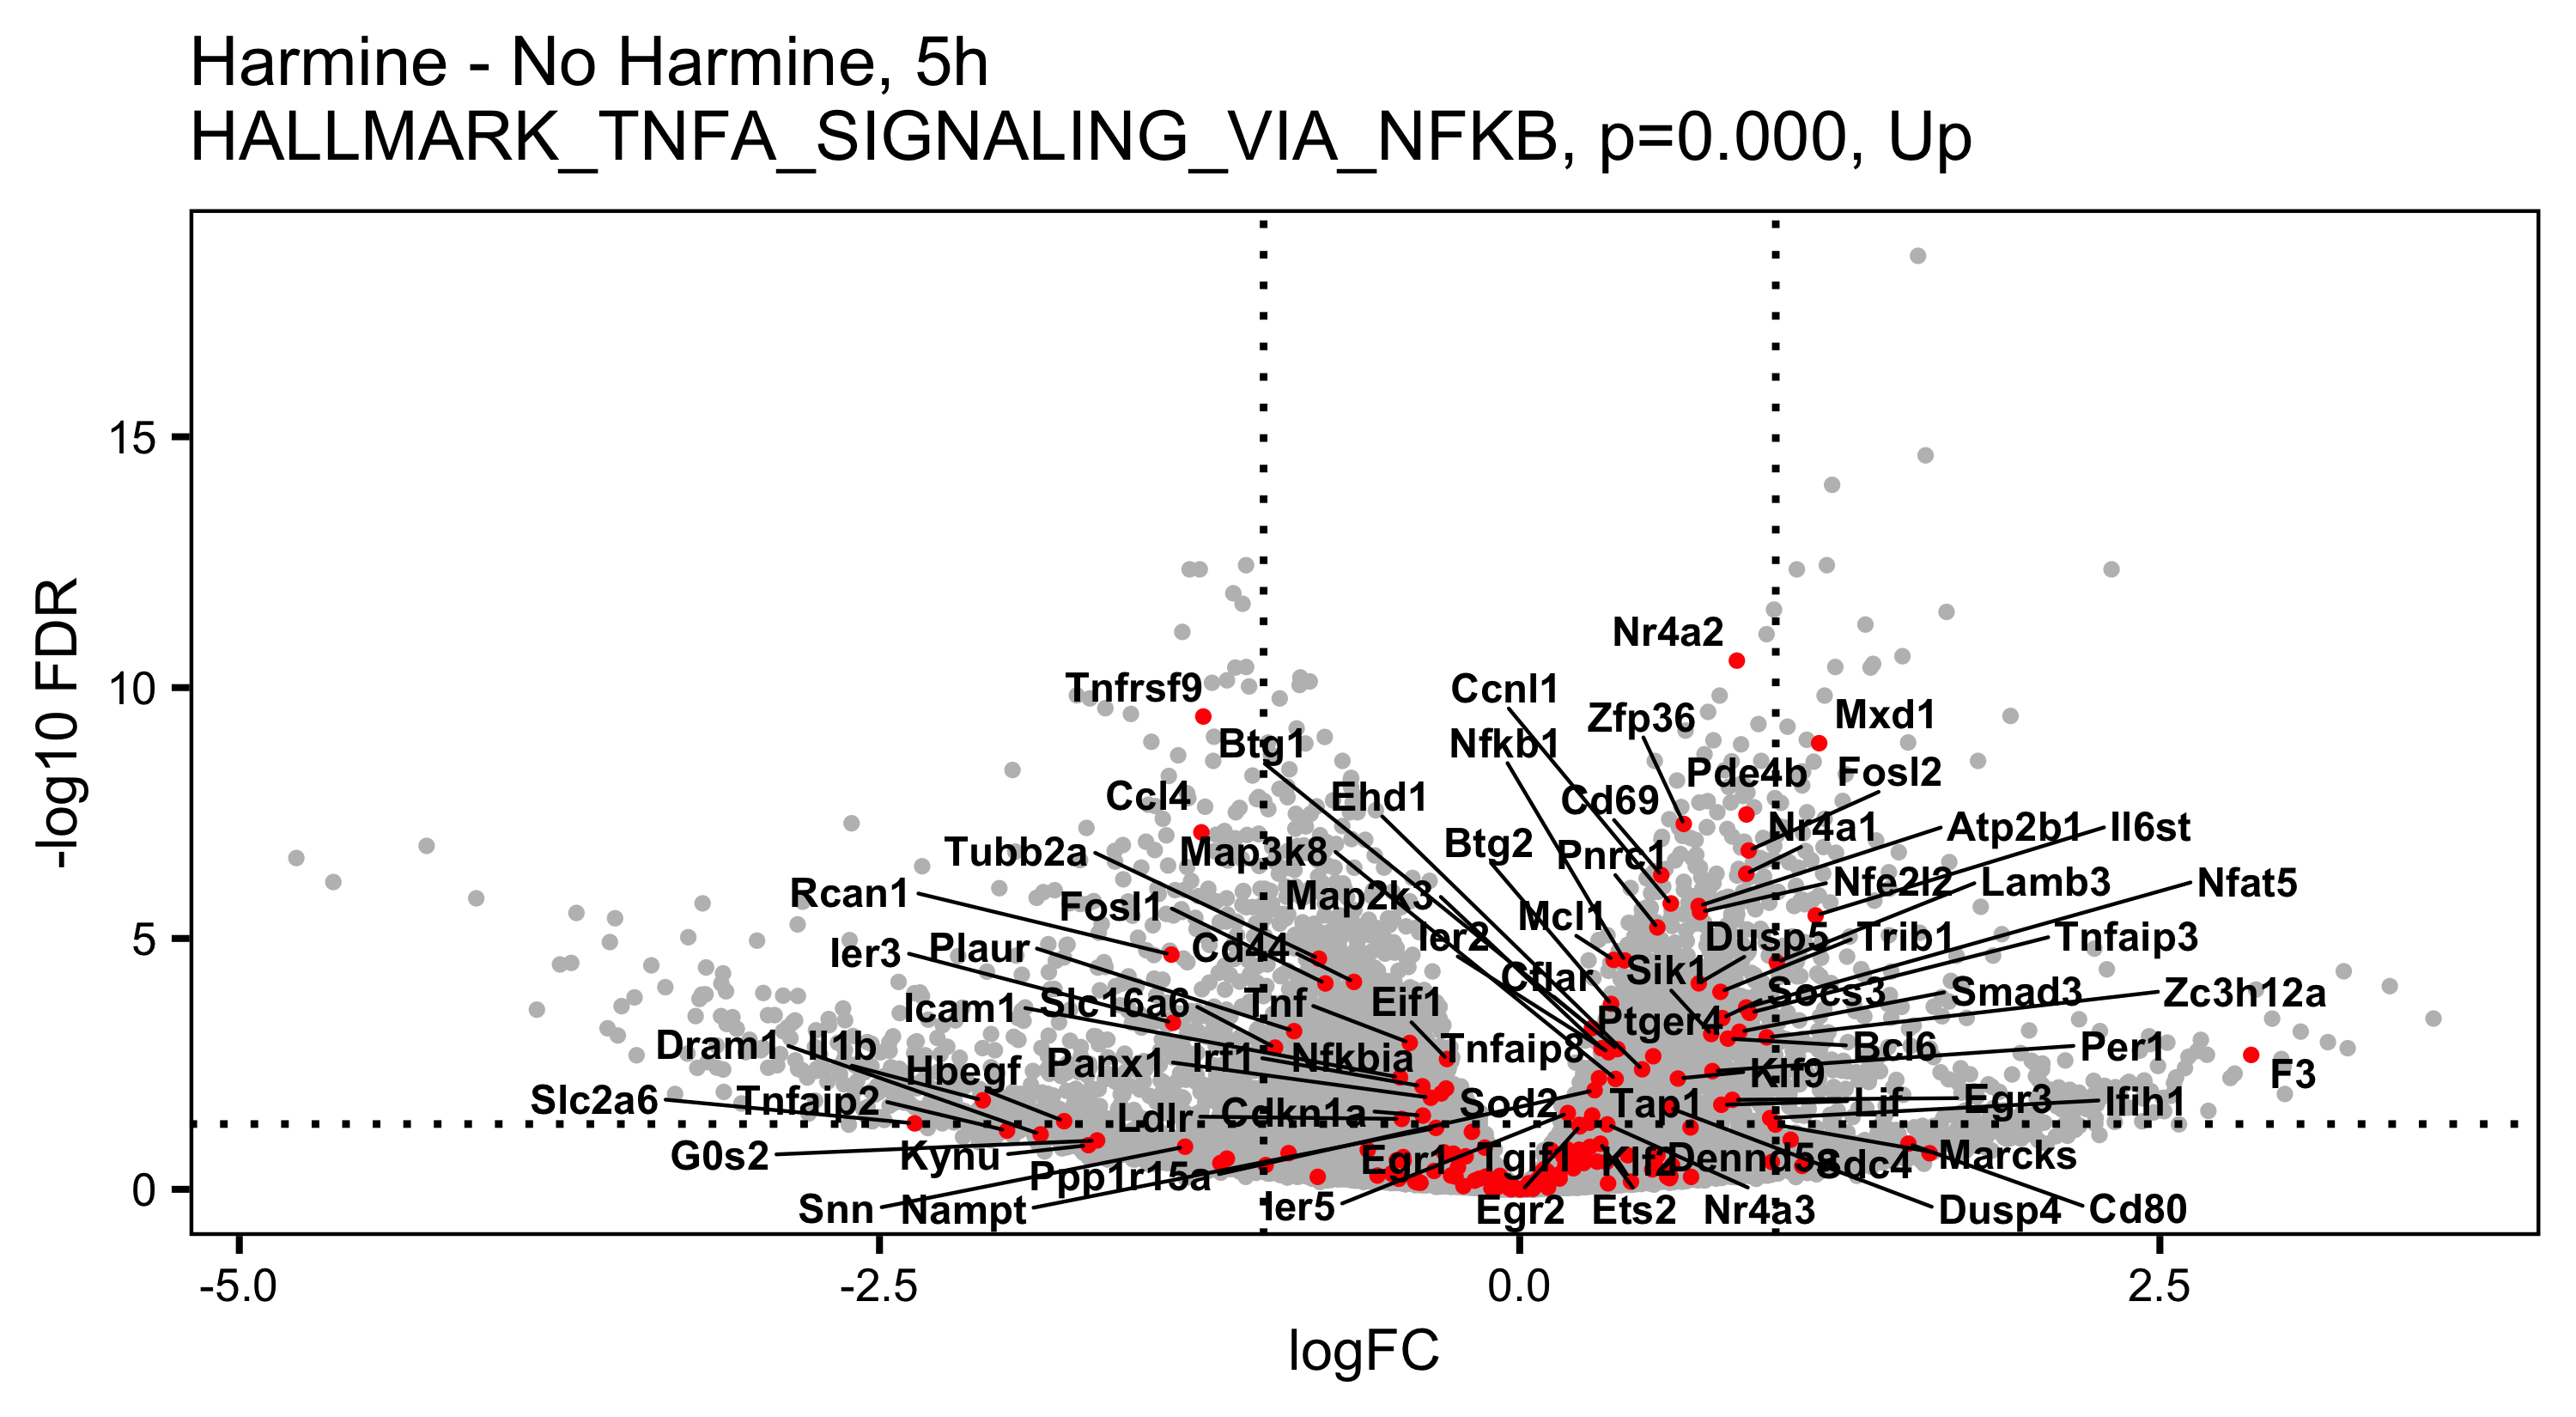 Harmine - No Harmine, 5h
HALLMARK_TNFA_SIGNALING_VIA_NFKB, p=0.000, Up
-log10 FDR
15
10
5
0
Nr4a2
Tnfrsf9
Ccnl1
Zfp36
Mxd1
Btg1
Nfkb1
Pde4b
Fosl2
Ccl4
Ehd1
Cd69
Nr4a1
Atp2b1
Il6st
Tubb2a
Map3k8
Btg2
Pnrc1
Rcan1
Fosl1
Map2k3
Mcl1
Nfe2l2
Lamb3
Nfat5
Ier3
Plaur
Cd44
Ier2
Dusp5
Trib1
Tnfaip3
Cflar
Sik1
Icam1
Slc16a6
Tnf
Eif1
Ptger4
Socs3
Smad3
Zc3h12a
Dram1
Il1b
Hbegf
Panx1
Irf1
Nfkbia
Tnfaip8
Klf9
Bcl6
Per1
F3
Slc2a6
Tnfaip2
Ldlr
Cdkn1a
Sod2
Tap1
Lif
Egr3
Ifih1
G0s2
Kynu
Ppp1r15a
Egr1
Tgif1
Klf2
Dennd5a
Sdc4
Marcks
Snn
Nampt
Ier5
Egr2
Ets2
Nr4a3
Dusp4
Cd80
-5.0
-2.5
0.0
2.5
logFC